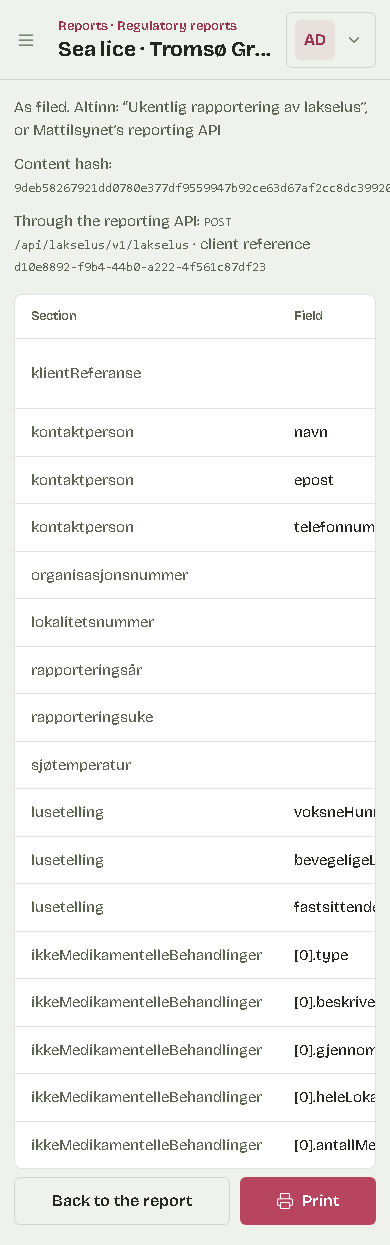 Reports · Regulatory reports
Sea lice · Tromsø Gr...
AD
As filed. Altinn: “Ukentlig rapportering av lakselus”,
or Mattilsynet’s reporting API
Content hash:
9deb58267921dd0780e377df9559947b92ce63d67af2cc8dc39920
Through the reporting API: POST
/api/lakselus/v1/lakselus · client reference
d10e8892-f9b4-44b0-a222-4f561c87df23
Section Field
klientReferanse
kontaktperson navn
kontaktperson epost
kontaktperson telefonnum
organisasjonsnummer
lokalitetsnummer
rapporteringsår
rapporteringsuke
sjøtemperatur
lusetelling voksneHunn
lusetelling bevegeligeL
lusetelling fastsittende
ikkeMedikamentelleBehandlinger [0].type
ikkeMedikamentelleBehandlinger [0].beskrive
ikkeMedikamentelleBehandlinger [0].gjennom
ikkeMedikamentelleBehandlinger [0].heleLoka
ikkeMedikamentelleBehandlinger [0].antallMe
Back to the report
Print